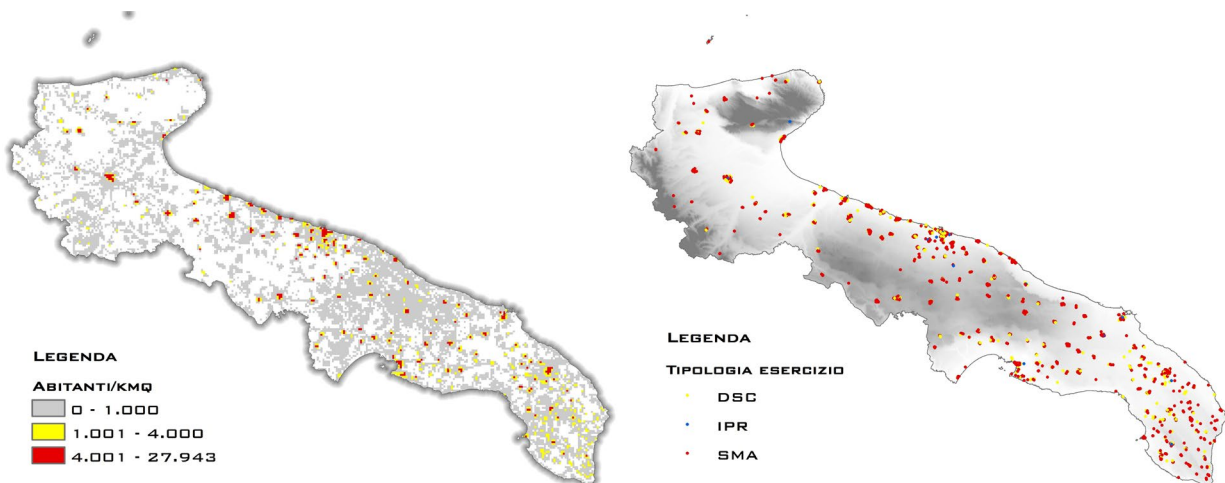 LEGENDA
ABITANTI/KMQ
0 - 1.000
1.001 - 4.000
4.001 - 27.943
LEGENDA
TIPOLOGIA ESERCIZIO
DSC
IPR
SMA